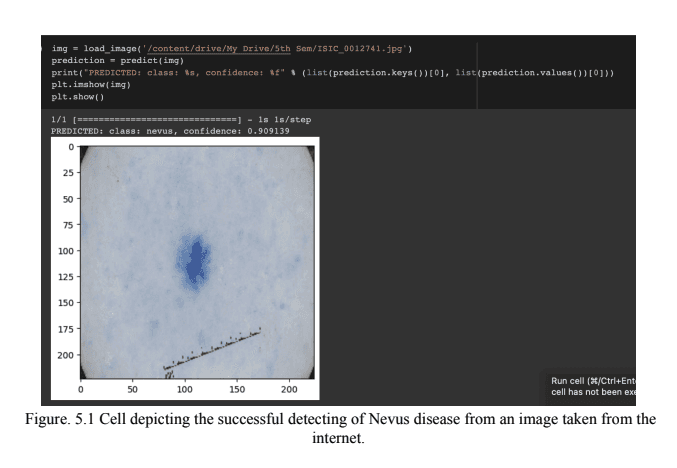 img = load_image('/content/drive/My Drive/5th Sem/ISIC_0012741.jpg')
prediction = predict(img)
print("PREDICTED: class: %s, confidence: %f" % (list(prediction.keys())[0], list(prediction.values())[0]))
plt.imshow(img)
plt.show()
1/1 [==============================] - 1s 1s/step
PREDICTED: class: nevus, confidence: 0.909139
0
25
50
75
100
125
150
175
200
0 50 100 150 200
Run cell (⌘/Ctrl+Ent
cell has not been exe
Figure. 5.1 Cell depicting the successful detecting of Nevus disease from an image taken from the
internet.